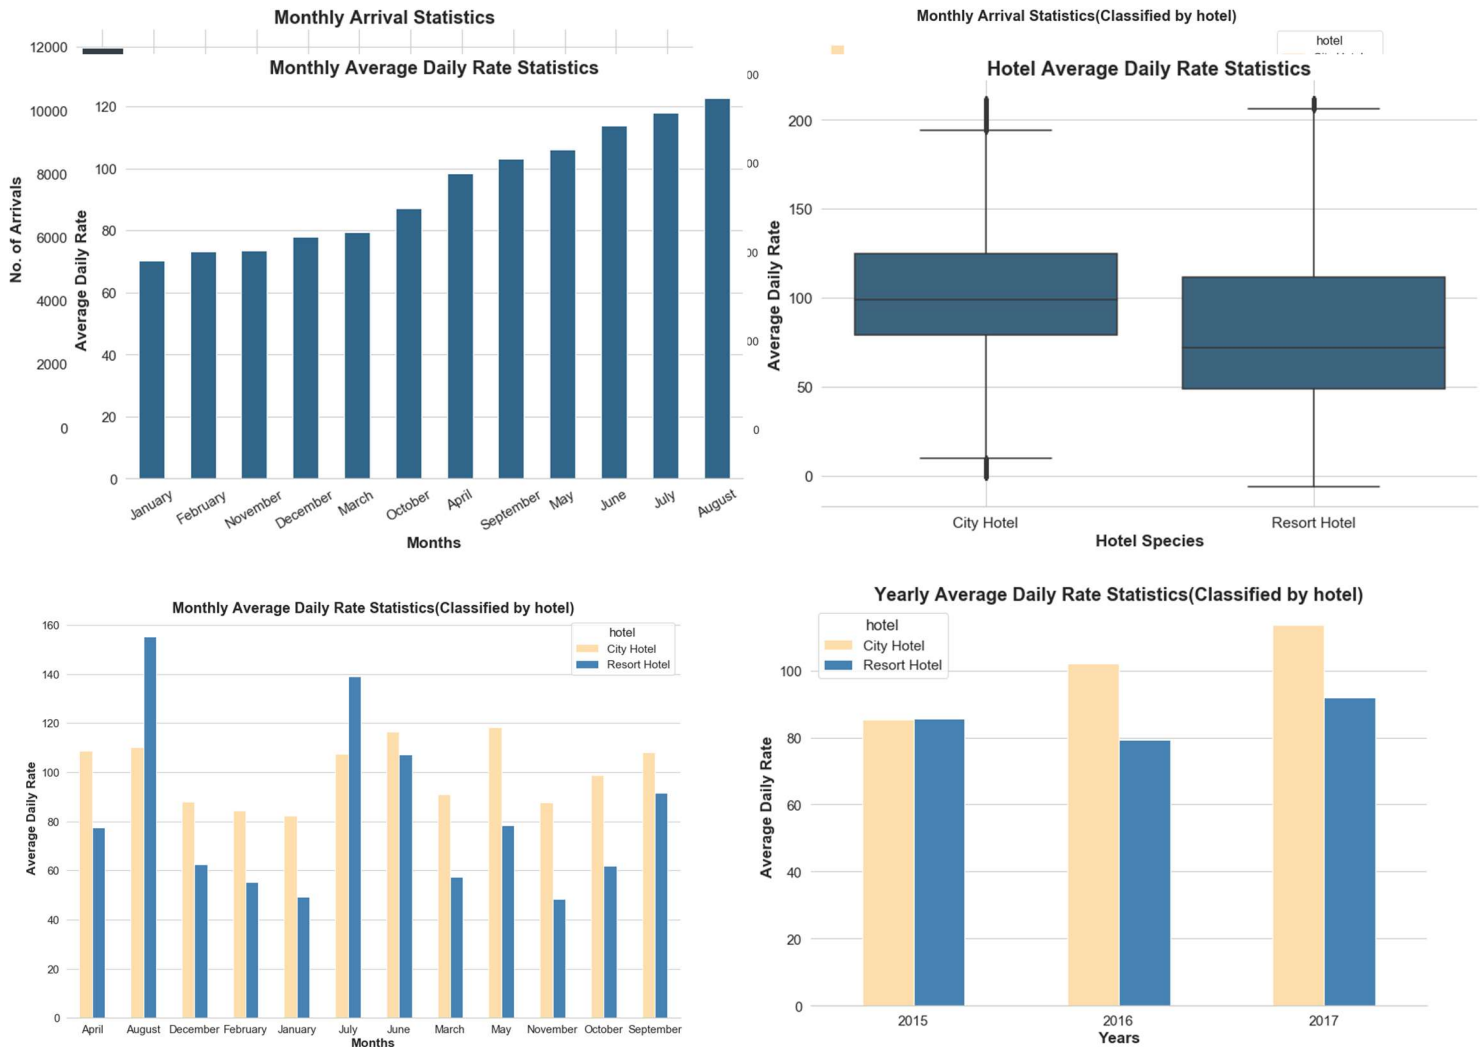 Monthly Arrival Statistics
12000
10000
8000
6000
4000
2000
0
No. of Arrivals
Monthly Average Daily Rate Statistics
120
100
80
60
40
20
0
Average Daily Rate
January February November December March October April September May June July August
Months
Monthly Arrival Statistics(Classified by hotel)
hotel
00
00
00
00
0
Hotel Average Daily Rate Statistics
200
150
100
50
0
Average Daily Rate
City Hotel Resort Hotel
Hotel Species
Monthly Average Daily Rate Statistics(Classified by hotel)
hotel
City Hotel
Resort Hotel
160
140
120
100
80
60
40
20
0
Average Daily Rate
April August December February January July June March May November October September
Months
Yearly Average Daily Rate Statistics(Classified by hotel)
hotel
City Hotel
Resort Hotel
100
80
60
40
20
0
Average Daily Rate
2015 2016 2017
Years